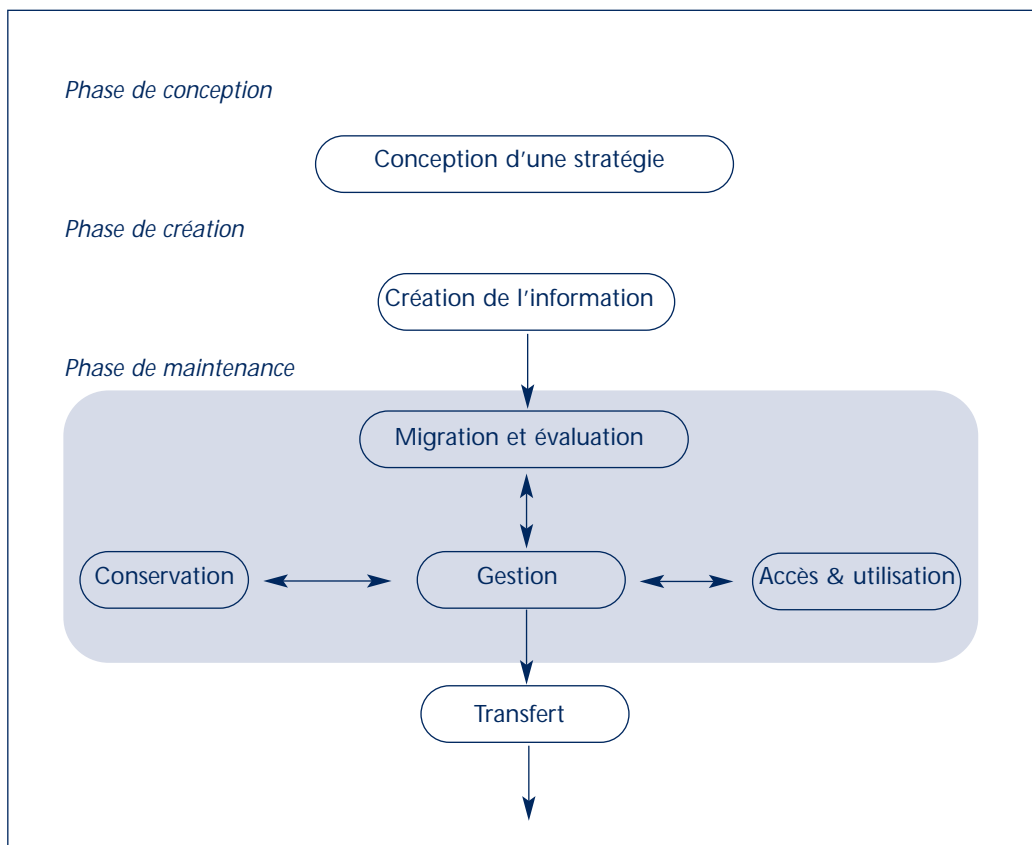 Phase de conception
Conception d'une stratégie
Phase de création
Création de l'information
Phase de maintenance
Migration et évaluation
Conservation
Gestion
Accès & utilisation
Transfert